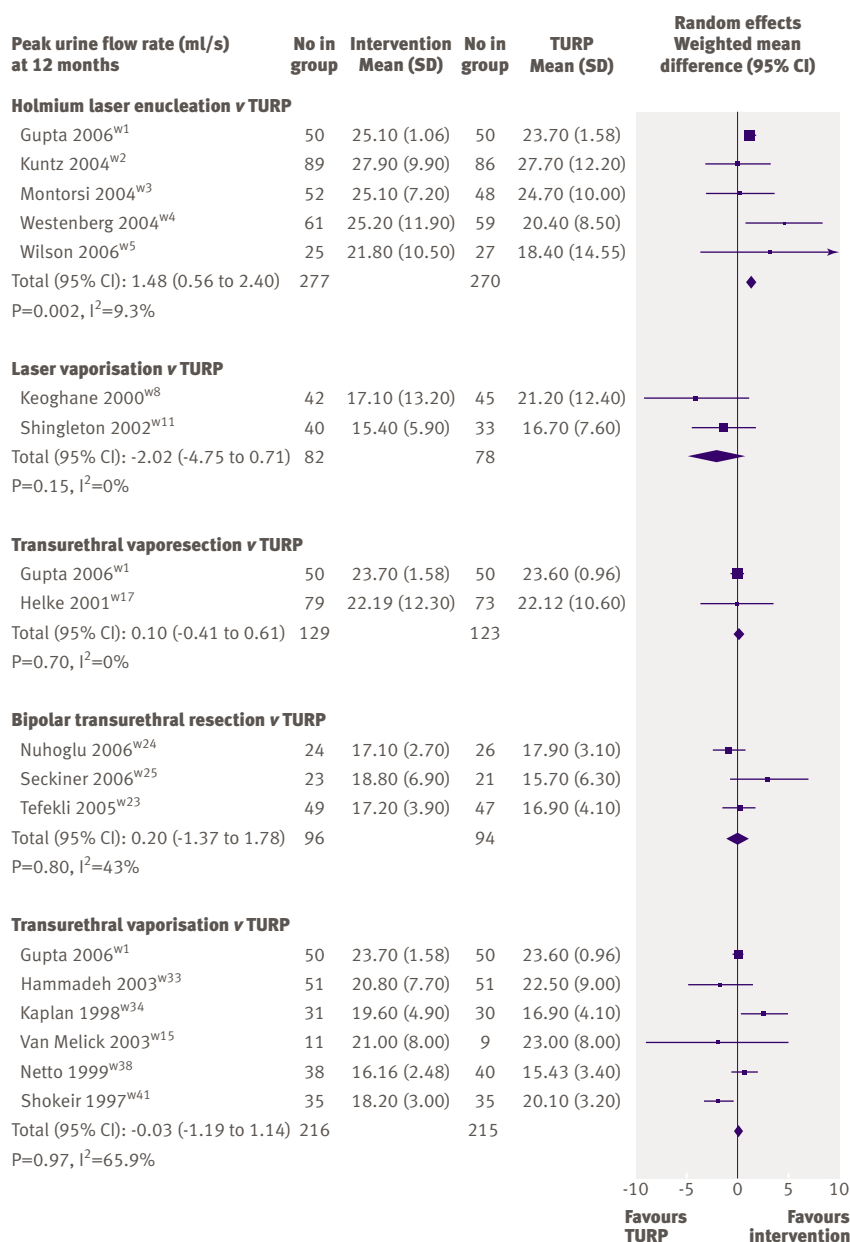 Random effects
Peak urine flow rate (ml/s) No in Intervention No in TURP Weighted mean
at 12 months group Mean (SD) group Mean (SD) difference (95% CI)
Holmium laser enucleation v TURP
Gupta 2006w1 50 25.10 (1.06) 50 23.70 (1.58)
Kuntz 2004w2 89 27.90 (9.90) 86 27.70 (12.20)
Montorsi 2004w3 52 25.10 (7.20) 48 24.70 (10.00)
Westenberg 2004w4 61 25.20 (11.90) 59 20.40 (8.50)
Wilson 2006w5 25 21.80 (10.50) 27 18.40 (14.55)
Total (95% CI): 1.48 (0.56 to 2.40) 277 270
P=0.002, I2=9.3%
Laser vaporisation v TURP
Keoghane 2000w8 42 17.10 (13.20) 45 21.20 (12.40)
Shingleton 2002w11 40 15.40 (5.90) 33 16.70 (7.60)
Total (95% CI): -2.02 (-4.75 to 0.71) 82 78
P=0.15, I2=0%
Transurethral vaporesection v TURP
Gupta 2006w1 50 23.70 (1.58) 50 23.60 (0.96)
Helke 2001w17 79 22.19 (12.30) 73 22.12 (10.60)
Total (95% CI): 0.10 (-0.41 to 0.61) 129 123
P=0.70, I2=0%
Bipolar transurethral resection v TURP
Nuhoglu 2006w24 24 17.10 (2.70) 26 17.90 (3.10)
Seckiner 2006w25 23 18.80 (6.90) 21 15.70 (6.30)
Tefekli 2005w23 49 17.20 (3.90) 47 16.90 (4.10)
Total (95% CI): 0.20 (-1.37 to 1.78) 96 94
P=0.80, I2=43%
Transurethral vaporisation v TURP
Gupta 2006w1 50 23.70 (1.58) 50 23.60 (0.96)
Hammadeh 2003w33 51 20.80 (7.70) 51 22.50 (9.00)
Kaplan 1998w34 31 19.60 (4.90) 30 16.90 (4.10)
Van Melick 2003w15 11 21.00 (8.00) 9 23.00 (8.00)
Netto 1999w38 38 16.16 (2.48) 40 15.43 (3.40)
Shokeir 1997w41 35 18.20 (3.00) 35 20.10 (3.20)
Total (95% CI): -0.03 (-1.19 to 1.14) 216 215
P=0.97, I2=65.9%
-10 -5 0 5 10
Favours Favours
TURP intervention